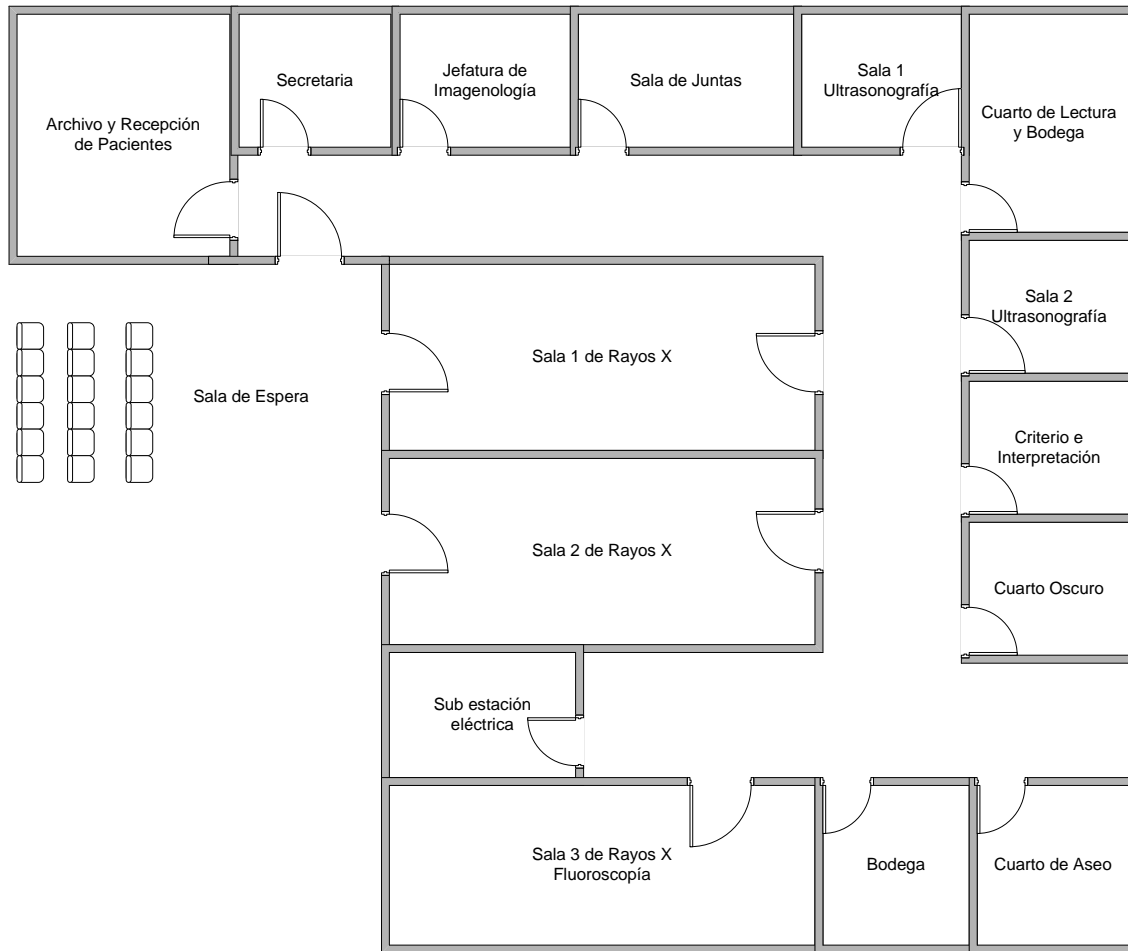 Secretaria
Jefatura de
Imagenología
Sala de Juntas
Sala 1
Ultrasonografía
Archivo y Recepción
de Pacientes
Cuarto de Lectura
y Bodega
Sala 2
Ultrasonografía
Sala 1 de Rayos X
Sala de Espera
Criterio e
Interpretación
Sala 2 de Rayos X
Cuarto Oscuro
Sub estación
eléctrica
Sala 3 de Rayos X
Fluoroscopía
Bodega
Cuarto de Aseo